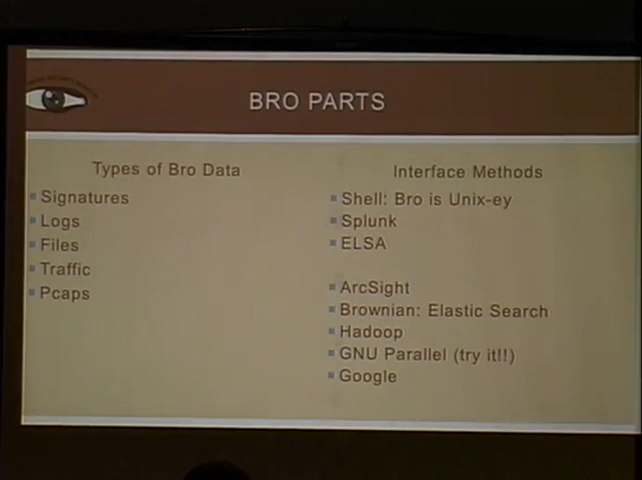 BRO PARTS
Types of Bro Data
Signatures
Logs
Files
Traffic
Pcaps
Interface Methods
Shell: Bro is Unix-ey
Splunk
ELSA
ArcSight
Brownian: Elastic Search
Hadoop
GNU Parallel (try it!!)
Google